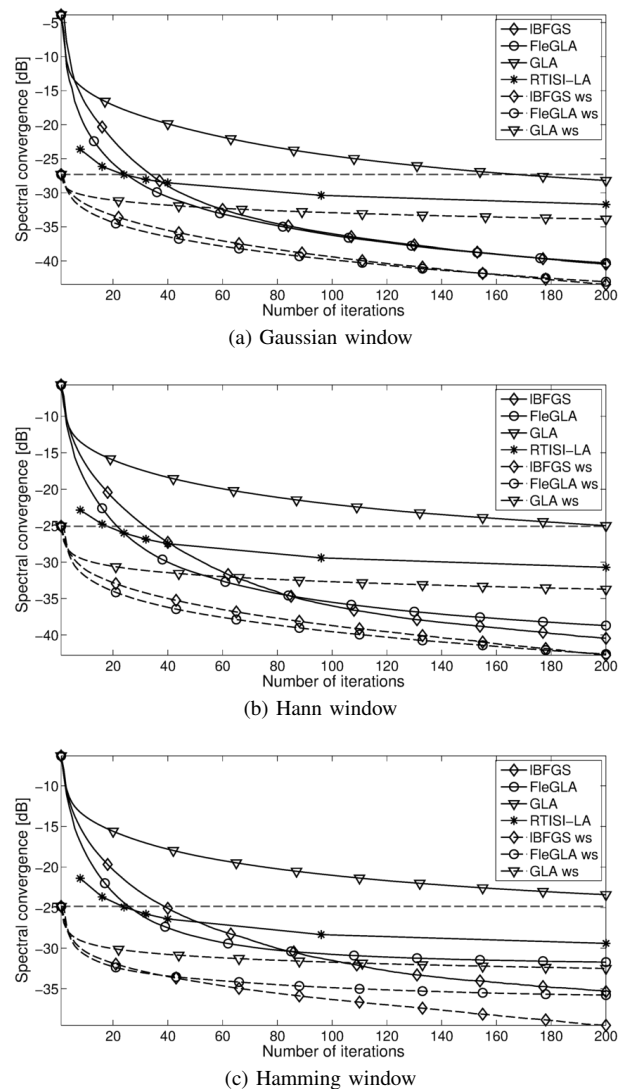 −5
−10
−15
−20
−25
−30
−35
−40
Spectral convergence [dB]
20 40 60 80 100 120 140 160 180 200
Number of iterations
lBFGS
FleGLA
GLA
RTISI−LA
lBFGS ws
FleGLA ws
GLA ws
(a) Gaussian window
−10
−15
−20
−25
−30
−35
−40
Spectral convergence [dB]
20 40 60 80 100 120 140 160 180 200
Number of iterations
lBFGS
FleGLA
GLA
RTISI−LA
lBFGS ws
FleGLA ws
GLA ws
(b) Hann window
−10
−15
−20
−25
−30
−35
Spectral convergence [dB]
20 40 60 80 100 120 140 160 180 200
Number of iterations
lBFGS
FleGLA
GLA
RTISI−LA
lBFGS ws
FleGLA ws
GLA ws
(c) Hamming window